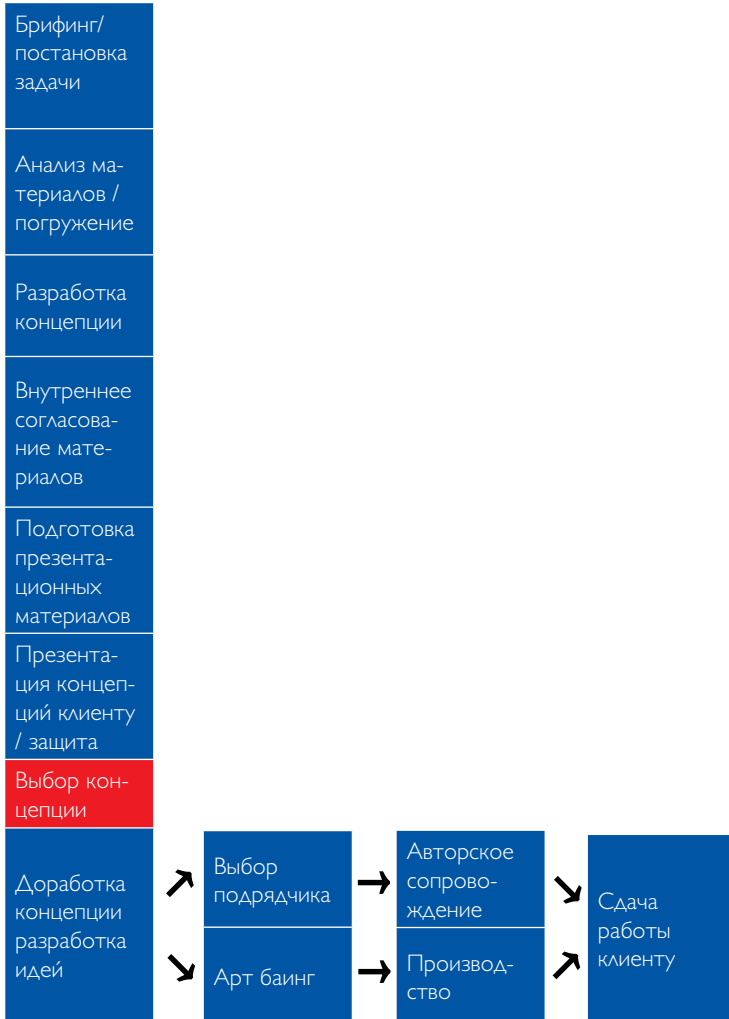 Брифинг/
постановка
задачи
Анализ ма-
териалов /
погружение
Разработка
концепции
Внутреннее
согласова-
ние мате-
риалов
Подготовка
презента-
ционных
материалов
Презента-
ция концеп-
ций клиенту
/ защита
Выбор кон-
цепции
Доработка
концепции
разработка
идей
Выбор
подрядчика
Арт баинг
Авторское
сопрово-
ждение
Производ-
ство
Сдача
работы
клиенту